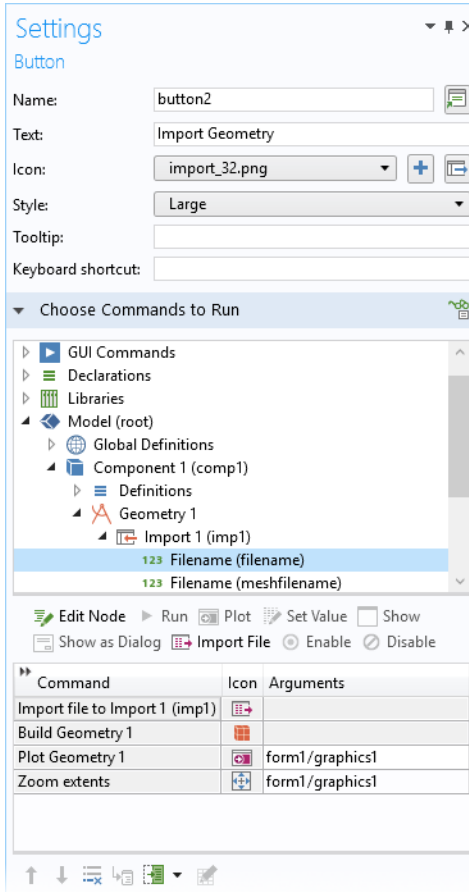 Settings
Button
Name: button2
Text: Import Geometry
Icon: import_32.png
Style: Large
Tooltip:
Keyboard shortcut:
Choose Commands to Run
GUI Commands
Declarations
Libraries
Model (root)
Global Definitions
Component 1 (comp1)
Definitions
Geometry 1
Import 1 (imp1)
123 Filename (filename)
123 Filename (meshfilename)
Edit Node Run Plot Set Value Show
Show as Dialog Import File Enable Disable
Command Icon Arguments
Import file to Import 1 (imp1)
Build Geometry 1
Plot Geometry 1 form1/graphics1
Zoom extents form1/graphics1